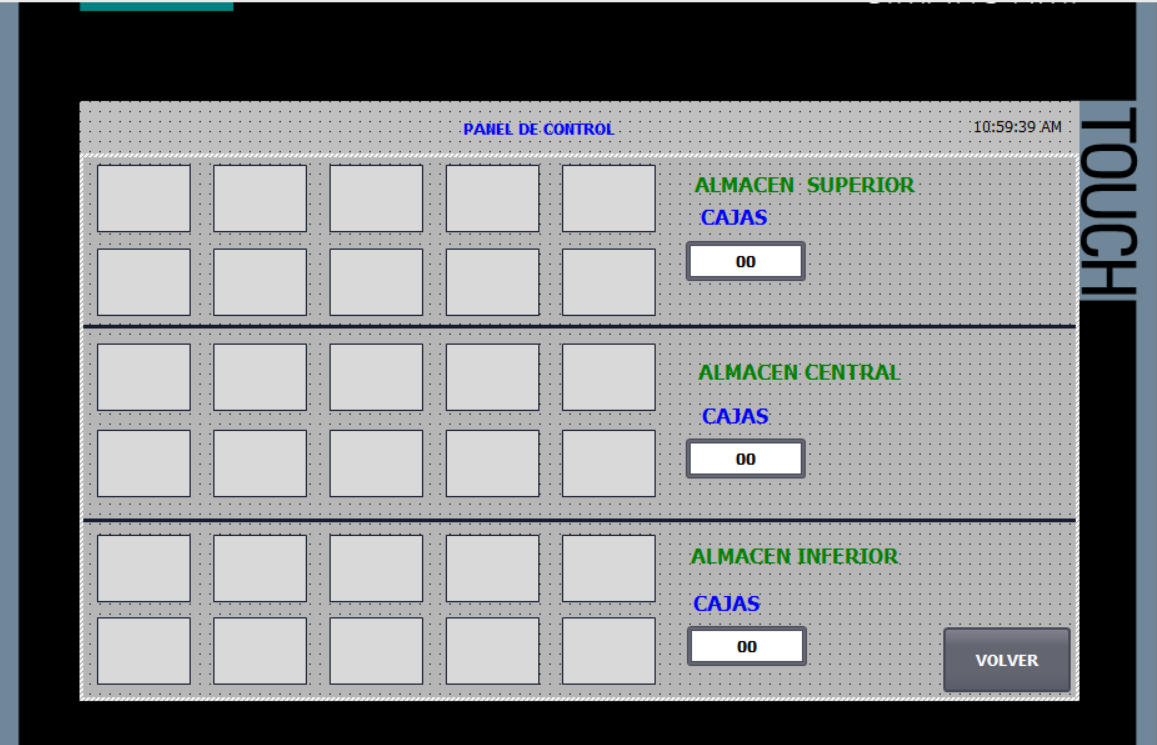 PANEL DE CONTROL
10:59:39 AM
TOUCH
ALMACEN SUPERIOR
CAJAS
00
ALMACEN CENTRAL
CAJAS
00
ALMACEN INFERIOR
CAJAS
00
VOLVER